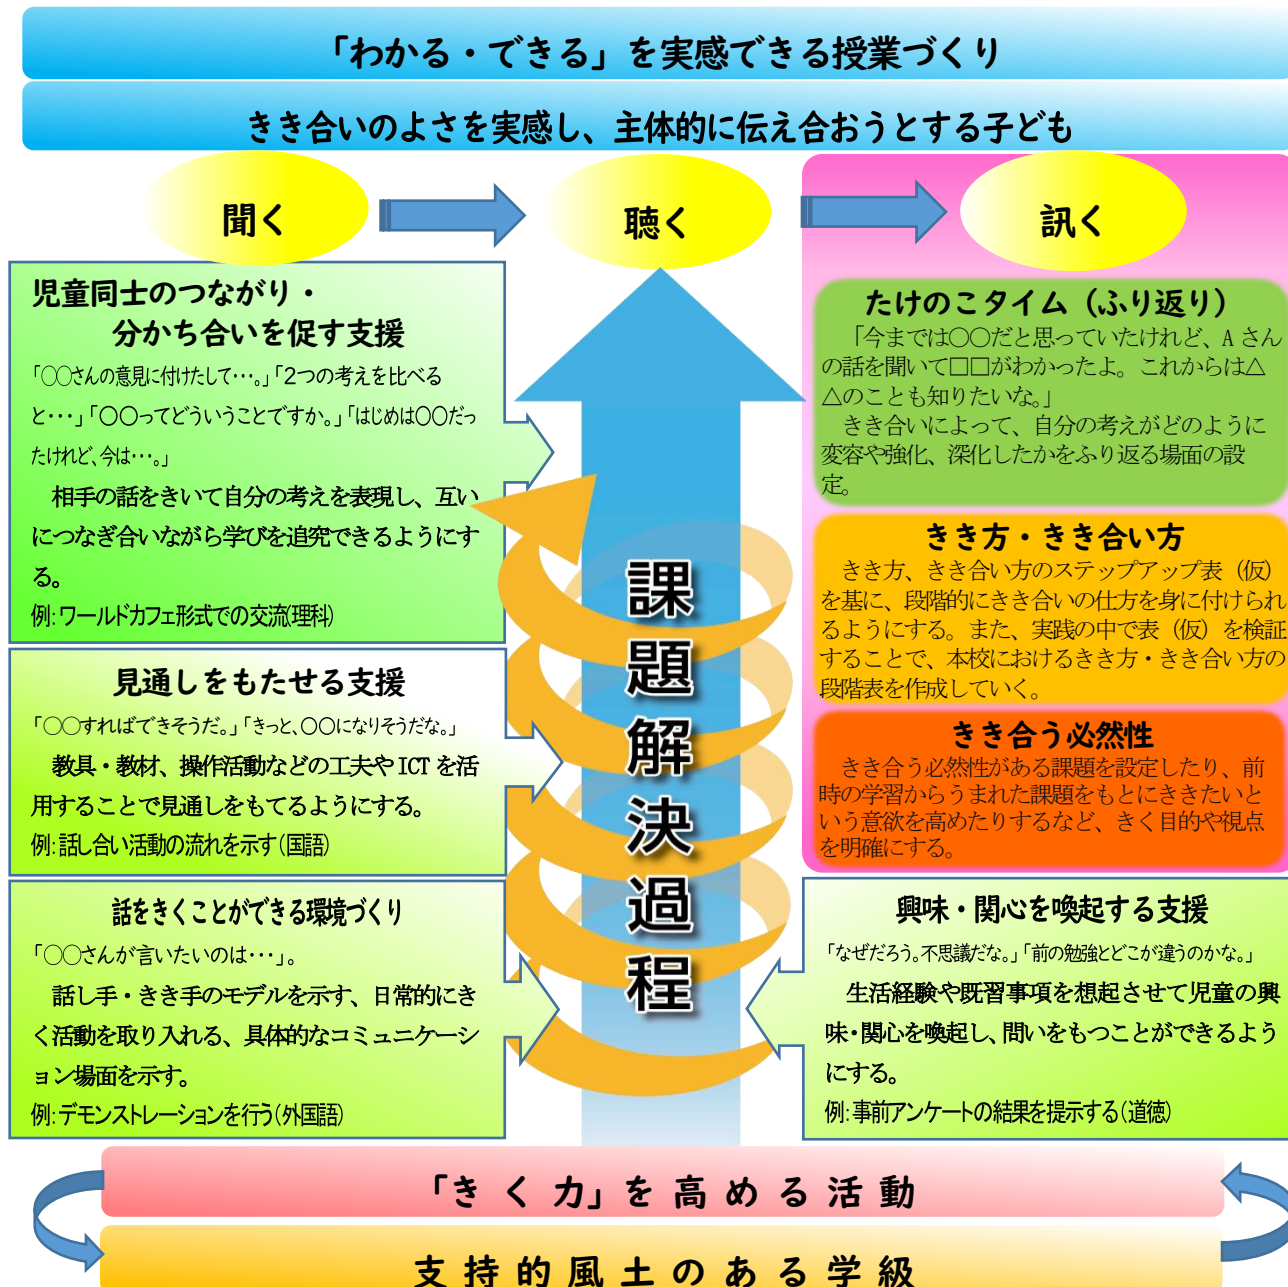 「わかる・できる」を実感できる授業づくり
きき合いのよさを実感し、主体的に伝え合おうとする子ども
聞く
聴く
訊く
児童同士のつながり・
分かち合いを促す支援
「〇〇さんの意見に付けたして・・・。」「2つの考えを比べる
と・・・」「〇〇ってどういうことですか。」「はじめは〇〇だっ
たけれど、今は・・・。」
相手の話をきいて自分の考えを表現し、互い
につなぎ合いながら学びを追究できるようにす
る。
例:ワールドカフェ形式での交流(理科)
見通しをもたせる支援
「〇〇すればできそうだ。」「きっと、〇〇になりそうだな。」
教具・教材、操作活動などの工夫や ICT を活
用することで見通しをもてるようにする。
例:話し合い活動の流れを示す(国語)
話をきくことができる環境づくり
「〇〇さんが言いたいのは・・・」。
話し手・きき手のモデルを示す、日常的にき
く活動を取り入れる、具体的なコミュニケーシ
ョン場面を示す。
例:デモンストレーションを行う(外国語)
課題解決過程
たけのこタイム（ふり返り）
「今までは〇〇だと思っていたけれど、A さん
の話を聞いて□□がわかったよ。これからは△
△のことも知りたいな。」
きき合いによって、自分の考えがどのように
変容や強化、深化したかをふり返る場面の設
定。
きき方・きき合い方
きき方、きき合い方のステップアップ表（仮）
を基に、段階的にきき合いの仕方を身に付けられ
るようにする。また、実践の中で表（仮）を検証
することで、本校におけるきき方・きき合い方の
段階表を作成していく。
きき合う必然性
きき合う必然性がある課題を設定したり、前
時の学習からうまれた課題をもとにききたいと
いう意欲を高めたりするなど、きく目的や視点
を明確にする。
興味・関心を喚起する支援
「なぜだろう。不思議だな。」「前の勉強とどこが違うのかな。」
生活経験や既習事項を想起させて児童の興
味・関心を喚起し、問いをもつことができるよう
にする。
例:事前アンケートの結果を提示する(道徳)
「きく力」を高める活動
支持的風土のある学級